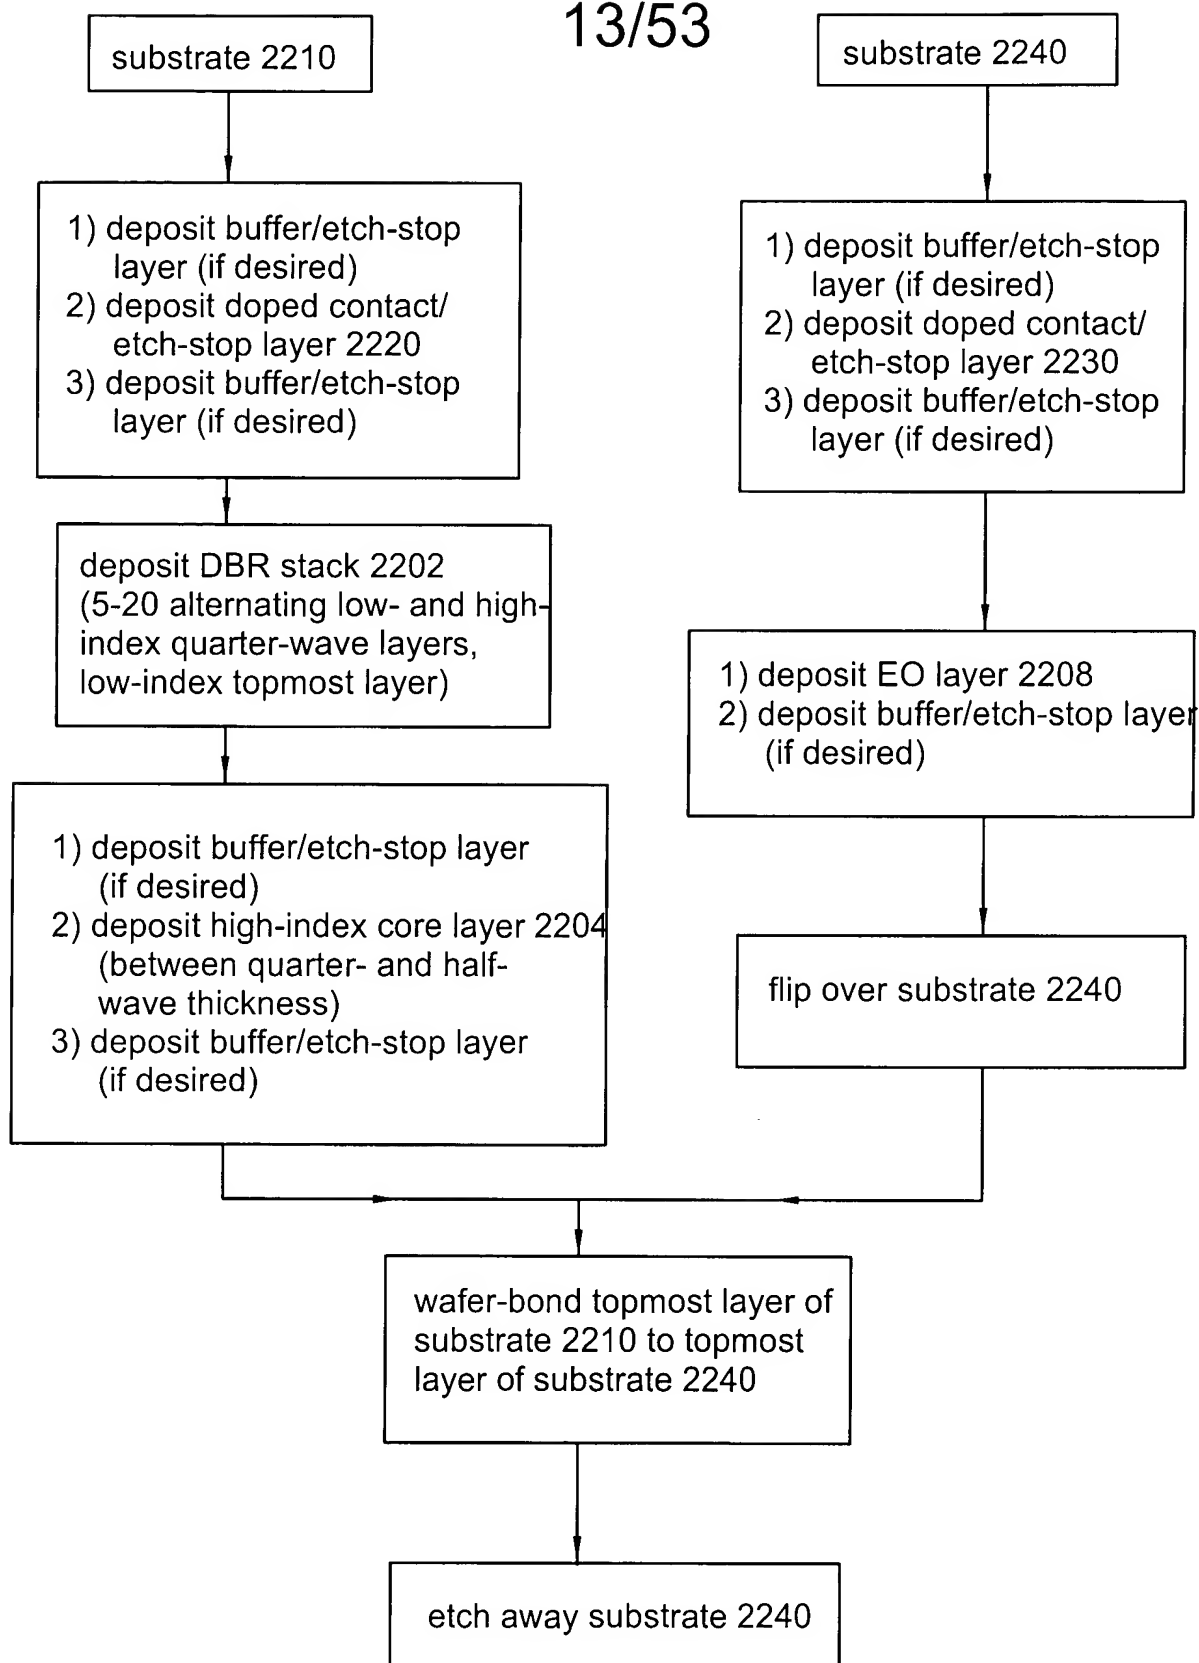 13/53
substrate 2210
1) deposit buffer/etch-stop
layer (if desired)
2) deposit doped contact/
etch-stop layer 2220
3) deposit buffer/etch-stop
layer (if desired)
deposit DBR stack 2202
(5-20 alternating low- and high-
index quarter-wave layers,
low-index topmost layer)
1) deposit buffer/etch-stop layer
(if desired)
2) deposit high-index core layer 2204
(between quarter- and half-
wave thickness)
3) deposit buffer/etch-stop layer
(if desired)
substrate 2240
1) deposit buffer/etch-stop
layer (if desired)
2) deposit doped contact/
etch-stop layer 2230
3) deposit buffer/etch-stop
layer (if desired)
1) deposit EO layer 2208
2) deposit buffer/etch-stop layer
(if desired)
flip over substrate 2240
wafer-bond topmost layer of
substrate 2210 to topmost
layer of substrate 2240
etch away substrate 2240